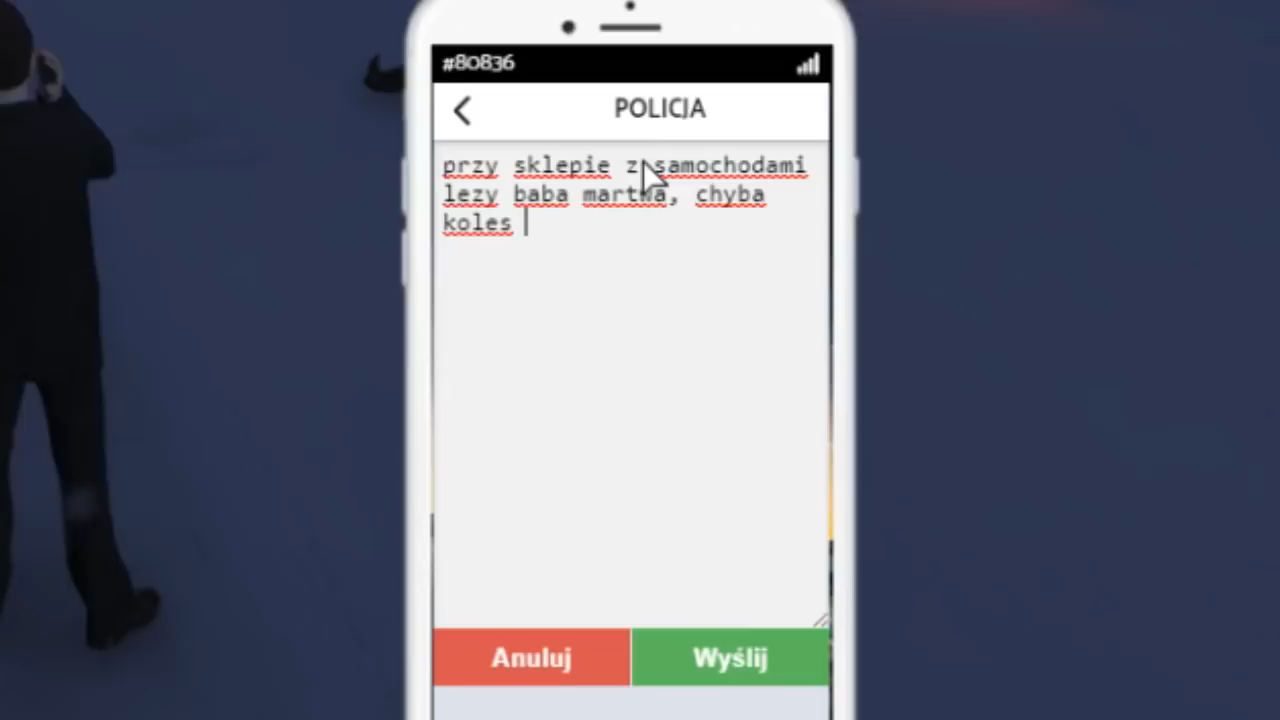 #80836
POLICJA
przy sklepie z samochodami
lezy baba martwa, chyba
koles
Anuluj
Wyślij